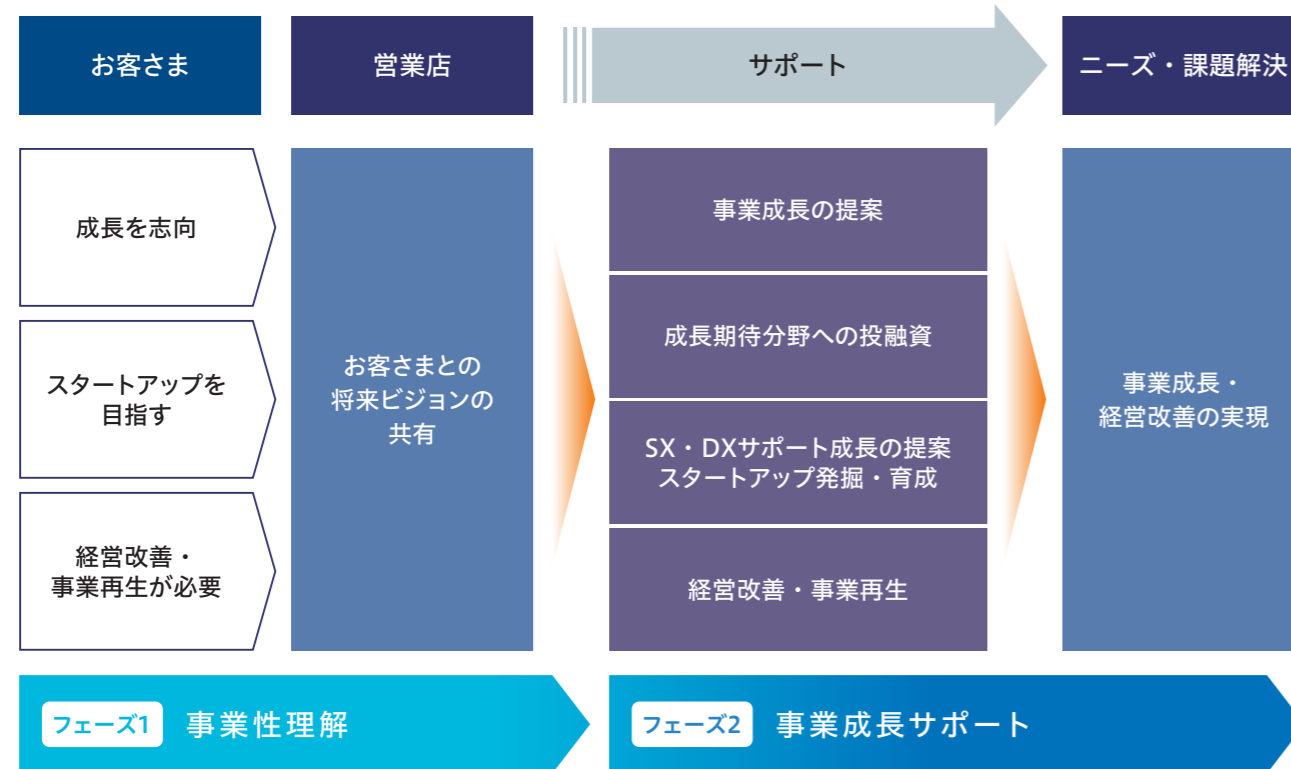 お客さま
営業店
サポート
ニーズ・課題解決
成長を志向
スタートアップを
目指す
経営改善・
事業再生が必要
お客さまとの
将来ビジョンの
共有
事業成長の提案
成長期待分野への投融資
SX・DXサポート成長の提案
スタートアップ発掘・育成
経営改善・事業再生
事業成長・
経営改善の実現
フェーズ1 事業性理解
フェーズ2 事業成長サポート